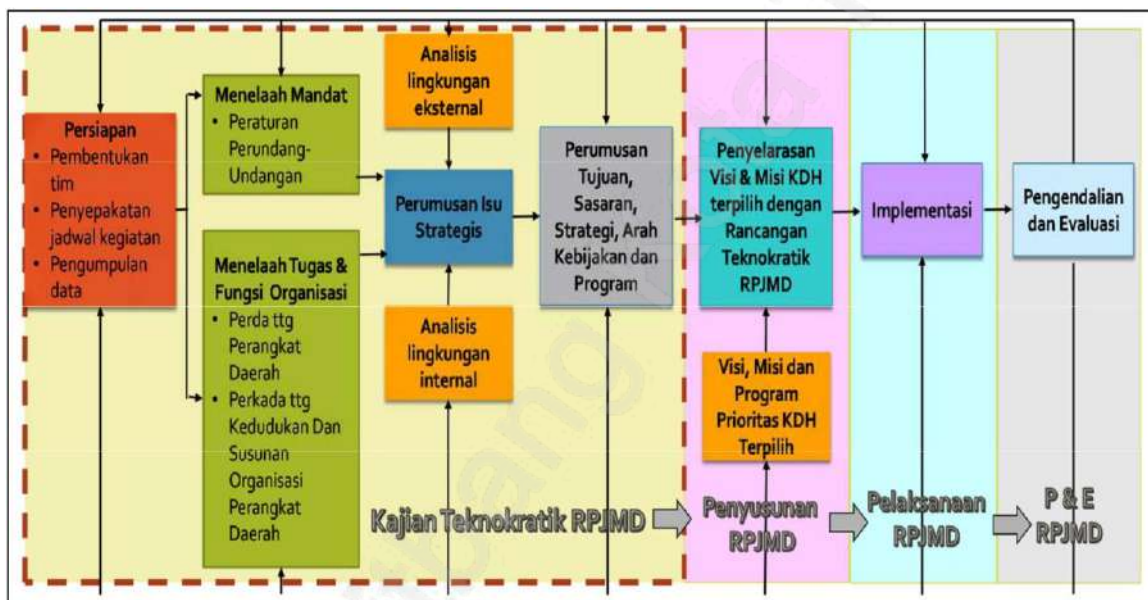 Persiapan
• Pembentukan
tim
• Penyepakatan
jadwal kegiatan
• Pengumpulan
data
Menelaah Mandat
• Peraturan
Perundang-
Undangan
Menelaah Tugas &
Fungsi Organisasi
• Perda ttg
Perangkat
Daerah
• Perkada ttg
Kedudukan Dan
Susunan
Organisasi
Perangkat
Daerah
Analisis
lingkungan
eksternal
Perumusan Isu
Strategis
Analisis
lingkungan
internal
Perumusan
Tujuan,
Sasaran,
Strategi, Arah
Kebijakan dan
Program
Penyelarasan
Visi & Misi KDH
terpilih dengan
Rancangan
Teknokratik
RPJMD
Visi, Misi dan
Program
Prioritas KDH
Terpilih
Implementasi
Pengendalian
dan Evaluasi
Kajian Teknokratik RPJMD
Penyusunan
RPJMD
Pelaksanaan
RPJMD
P & E
RPJMD